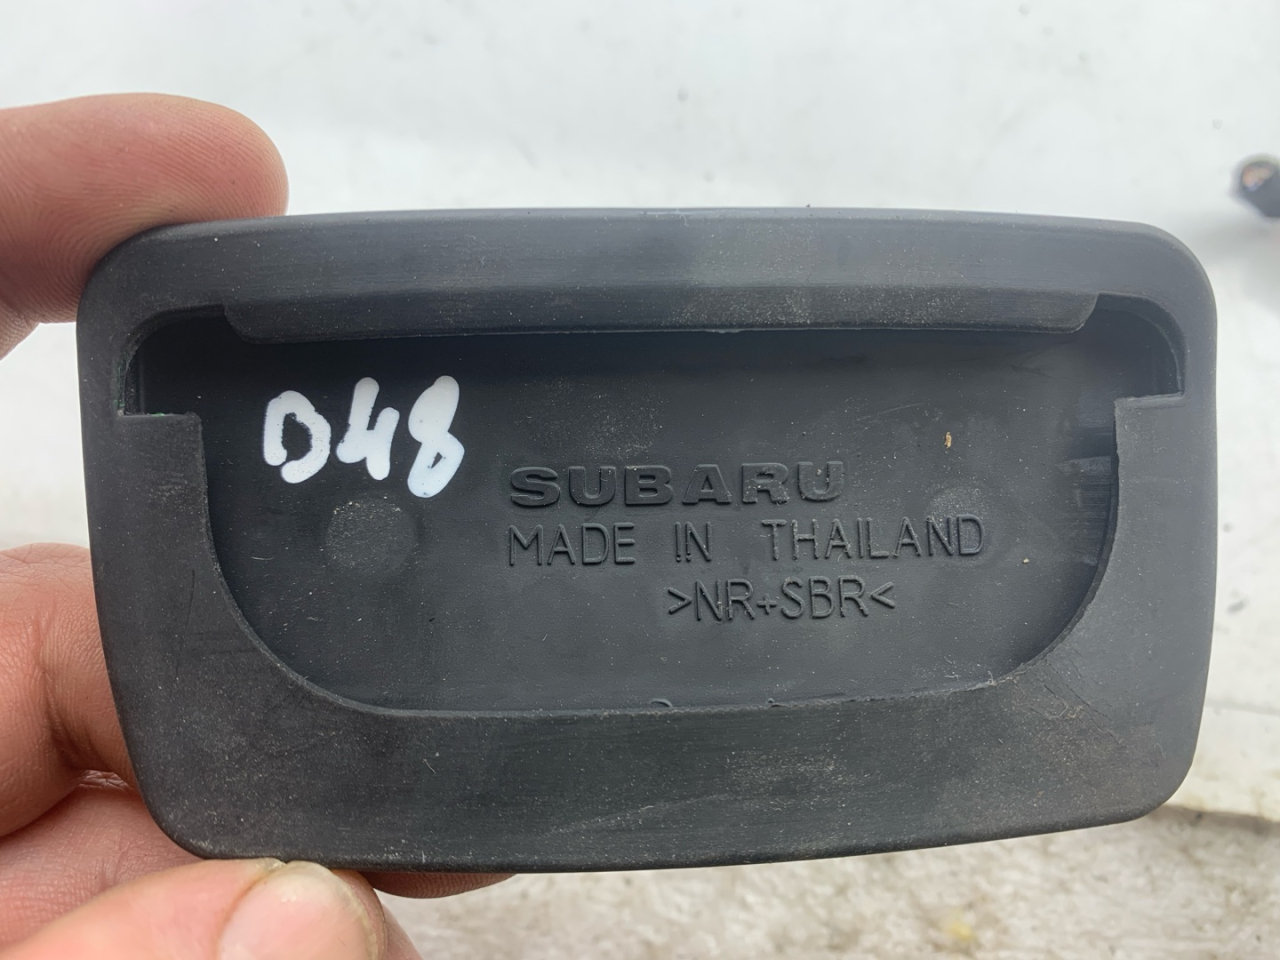 D48
SUBARU
MADE IN THAILAND
>NR+SBR<